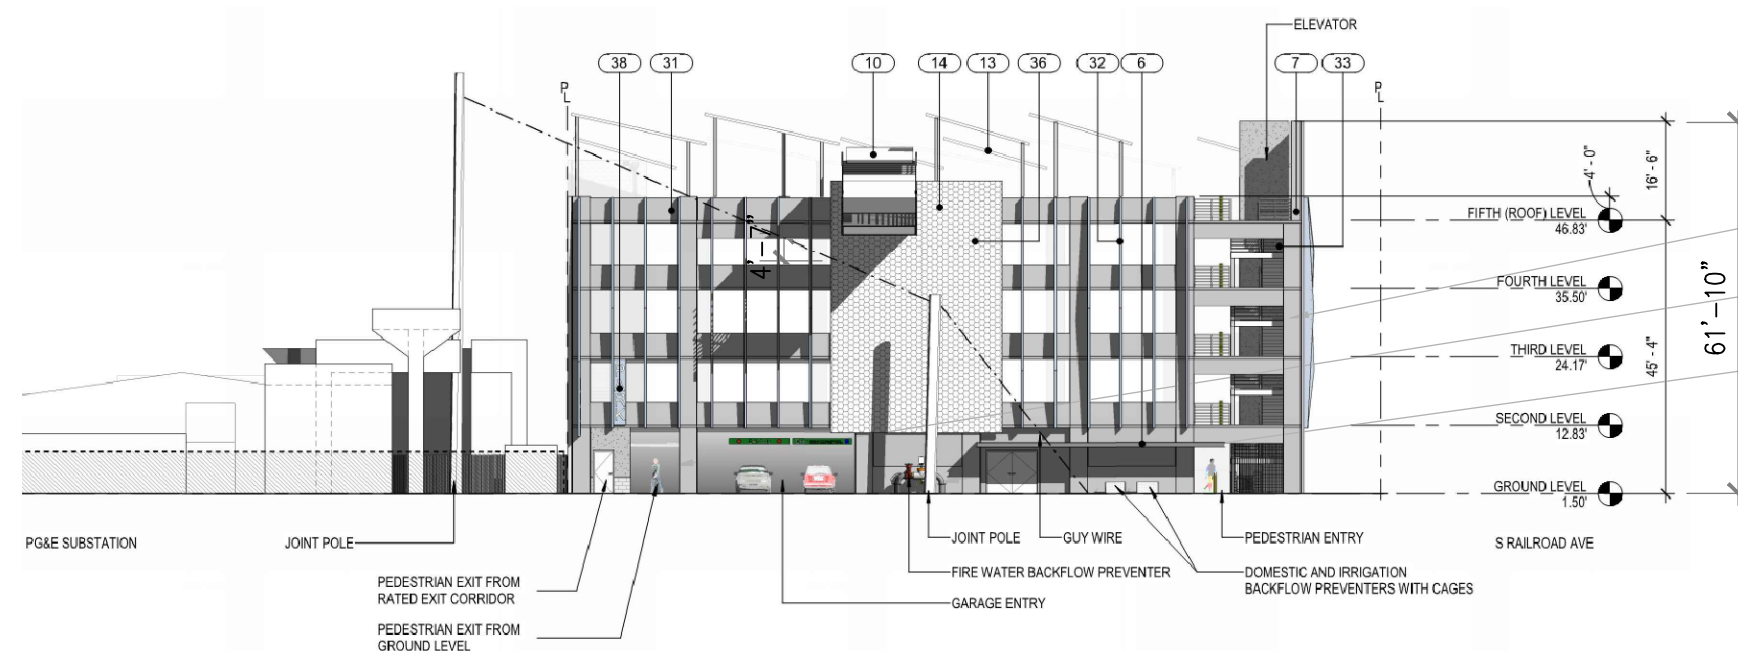 ELEVATOR
38
31
10
14
13
36
32
6
7
33
PL
PL
4' - 0"
16' - 6"
FIFTH (ROOF) LEVEL
46.83'
4'-7"
61'-10"
FOURTH LEVEL
35.50'
THIRD LEVEL
24.17'
45' - 4"
SECOND LEVEL
12.83'
GROUND LEVEL
1.50'
PG&E SUBSTATION
JOINT POLE
JOINT POLE
GUY WIRE
PEDESTRIAN ENTRY
S RAILROAD AVE
PEDESTRIAN EXIT FROM
RATED EXIT CORRIDOR
FIRE WATER BACKFLOW PREVENTER
DOMESTIC AND IRRIGATION
BACKFLOW PREVENTERS WITH CAGES
GARAGE ENTRY
PEDESTRIAN EXIT FROM
GROUND LEVEL